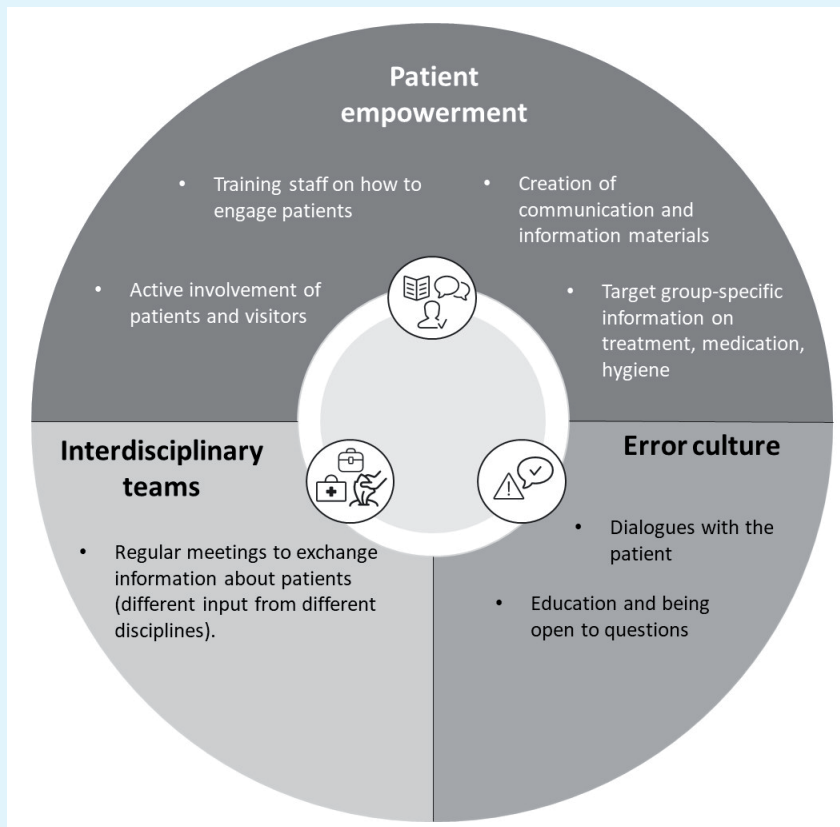 Patient
empowerment
• Training staff on how to
engage patients
• Active involvement of
patients and visitors
• Creation of
communication and
information materials
• Target group-specific
information on
treatment, medication,
hygiene
Interdisciplinary
teams
• Regular meetings to exchange
information about patients
(different input from different
disciplines).
Error culture
• Dialogues with the
patient
• Education and being
open to questions